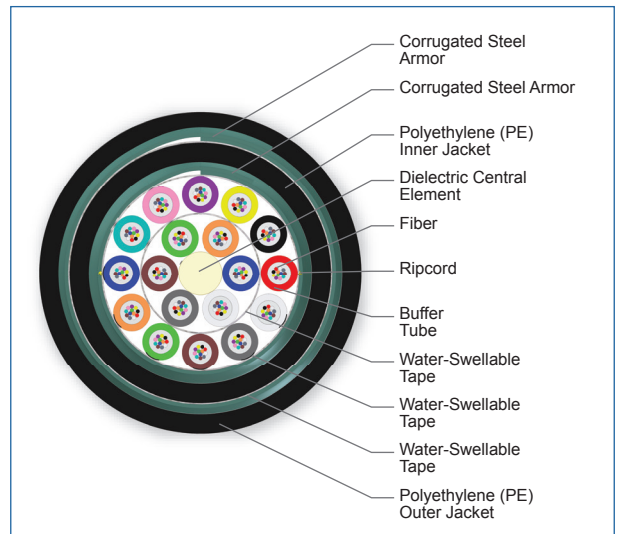 Corrugated Steel
Armor
Corrugated Steel Armor
Polyethylene (PE)
Inner Jacket
Dielectric Central
Element
Fiber
Ripcord
Buffer
Tube
Water-Swellable
Tape
Water-Swellable
Tape
Water-Swellable
Tape
Polyethylene (PE)
Outer Jacket